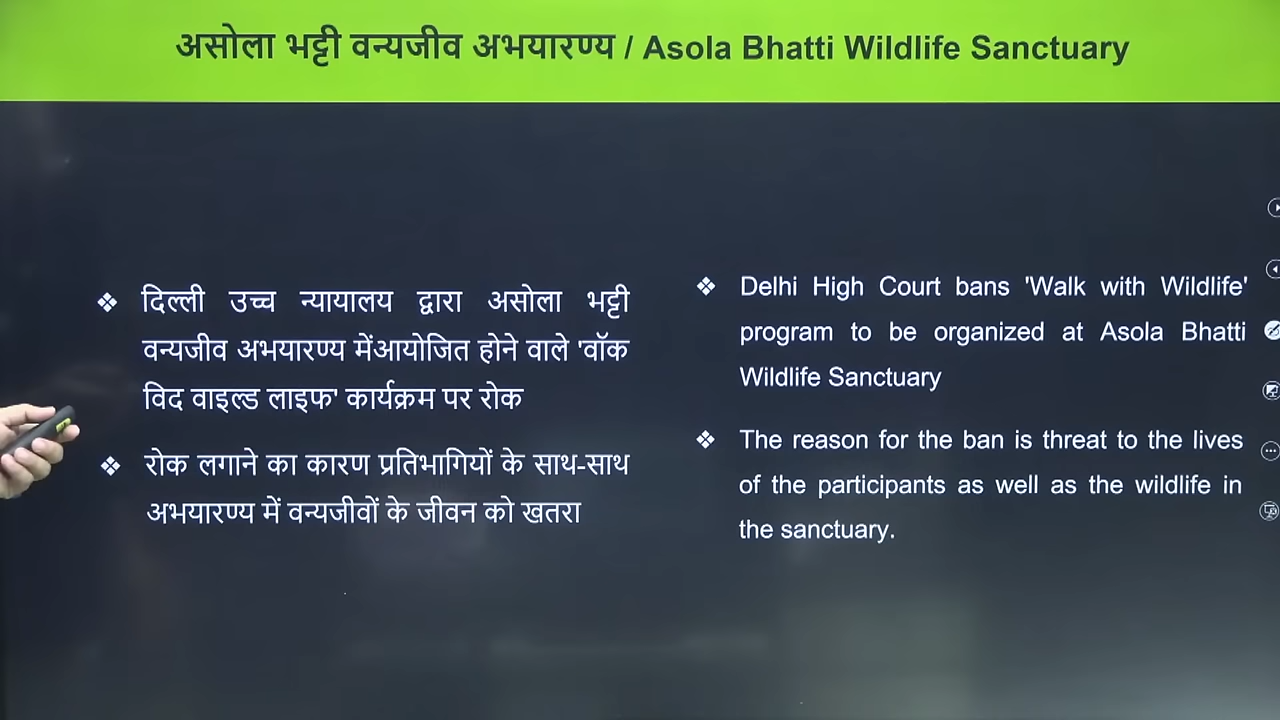 असोला भट्टी वन्यजीव अभयारण्य / Asola Bhatti Wildlife Sanctuary
❖ दिल्ली उच्च न्यायालय द्वारा असोला भट्टी
वन्यजीव अभयारण्य मेंआयोजित होने वाले 'वॉक
विद वाइल्ड लाइफ' कार्यक्रम पर रोक
❖ रोक लगाने का कारण प्रतिभागियों के साथ-साथ
अभयारण्य में वन्यजीवों के जीवन को खतरा
❖ Delhi High Court bans 'Walk with Wildlife'
program to be organized at Asola Bhatti
Wildlife Sanctuary
❖ The reason for the ban is threat to the lives
of the participants as well as the wildlife in
the sanctuary.